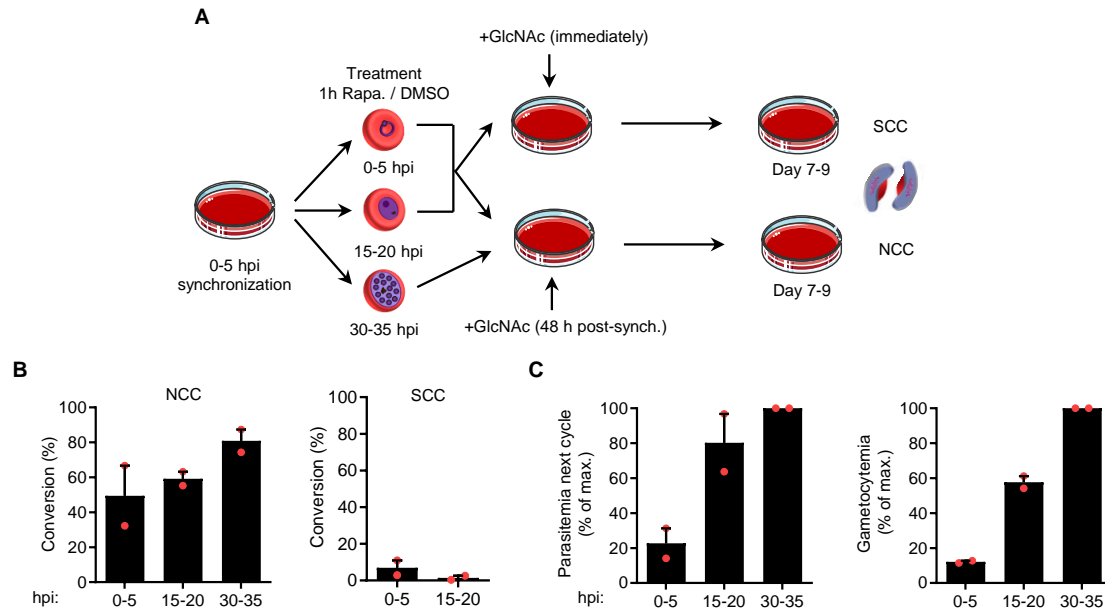 A
+GlcNAc (immediately)
Treatment
1h Rapa. / DMSO
0-5 hpi
SCC
Day 7-9
15-20 hpi
0-5 hpi
synchronization
NCC
Day 7-9
30-35 hpi
+GlcNAc (48 h post-synch.)
B
NCC
Conversion (%)
100
80
60
40
20
0
hpi:
0-5
15-20
30-35
SCC
Conversion (%)
100
80
60
40
20
0
0-5
15-20
C
Parasitemia next cycle
(% of max.)
100
80
60
40
20
0
hpi:
0-5
15-20
30-35
Gametocytemia
(% of max.)
100
80
60
40
20
0
0-5
15-20
30-35